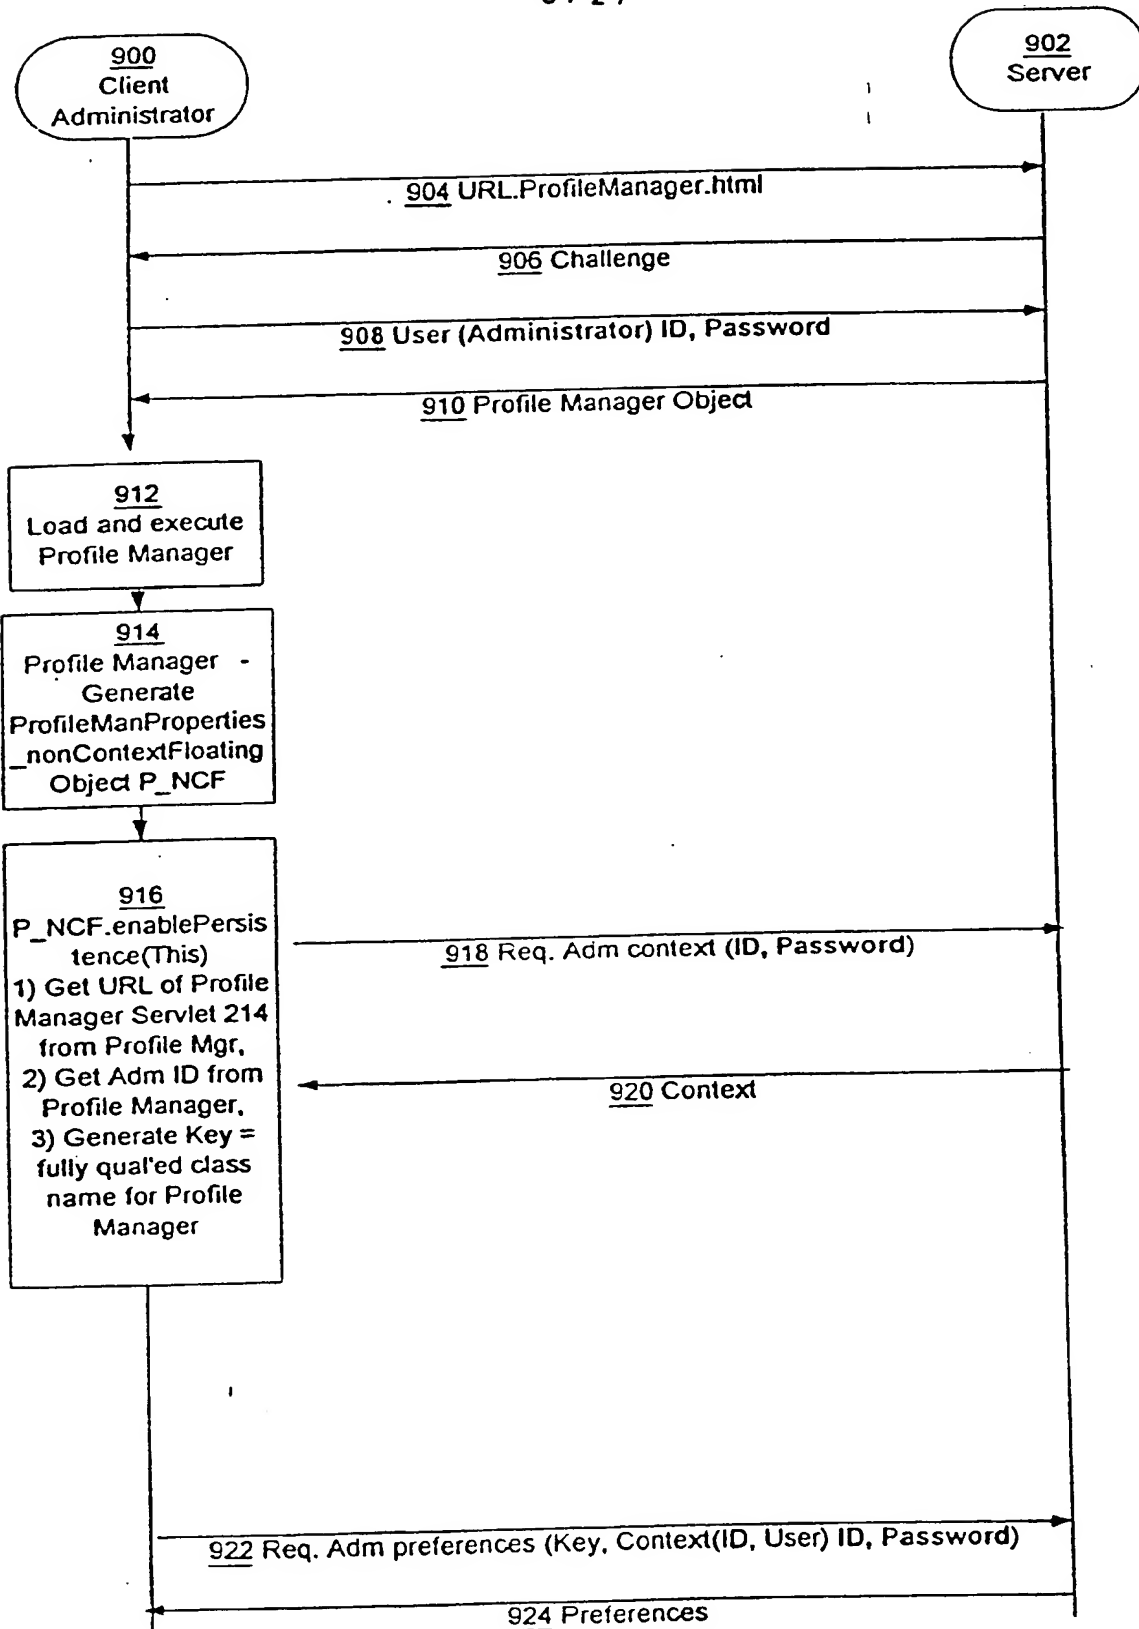 900
Client
Administrator
902
Server
904 URL.ProfileManager.html
906 Challenge
908 User (Administrator) ID, Password
910 Profile Manager Object
912
Load and execute
Profile Manager
914
Profile Manager -
Generate
ProfileManProperties
_nonContextFloating
Object P_NCF
916
P_NCF.enablePersis
tence(This)
1) Get URL of Profile
Manager Servlet 214
from Profile Mgr,
2) Get Adm ID from
Profile Manager,
3) Generate Key =
fully qual'ed class
name for Profile
Manager
918 Req. Adm context (ID, Password)
920 Context
922 Req. Adm preferences (Key, Context(ID, User) ID, Password)
924 Preferences